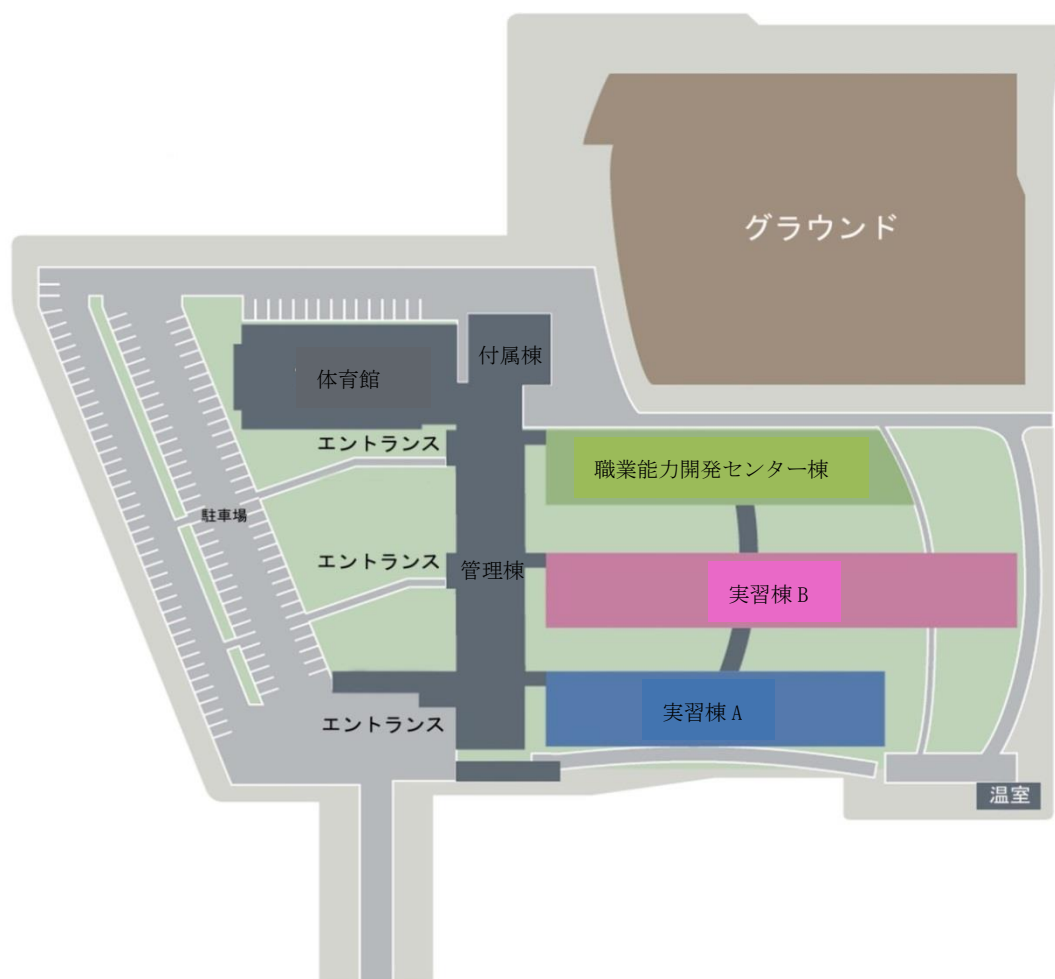 グラウンド
付属棟
体育館
エントランス
職業能力開発センター棟
駐車場
エントランス
管理棟
実習棟 B
実習棟 A
エントランス
温室